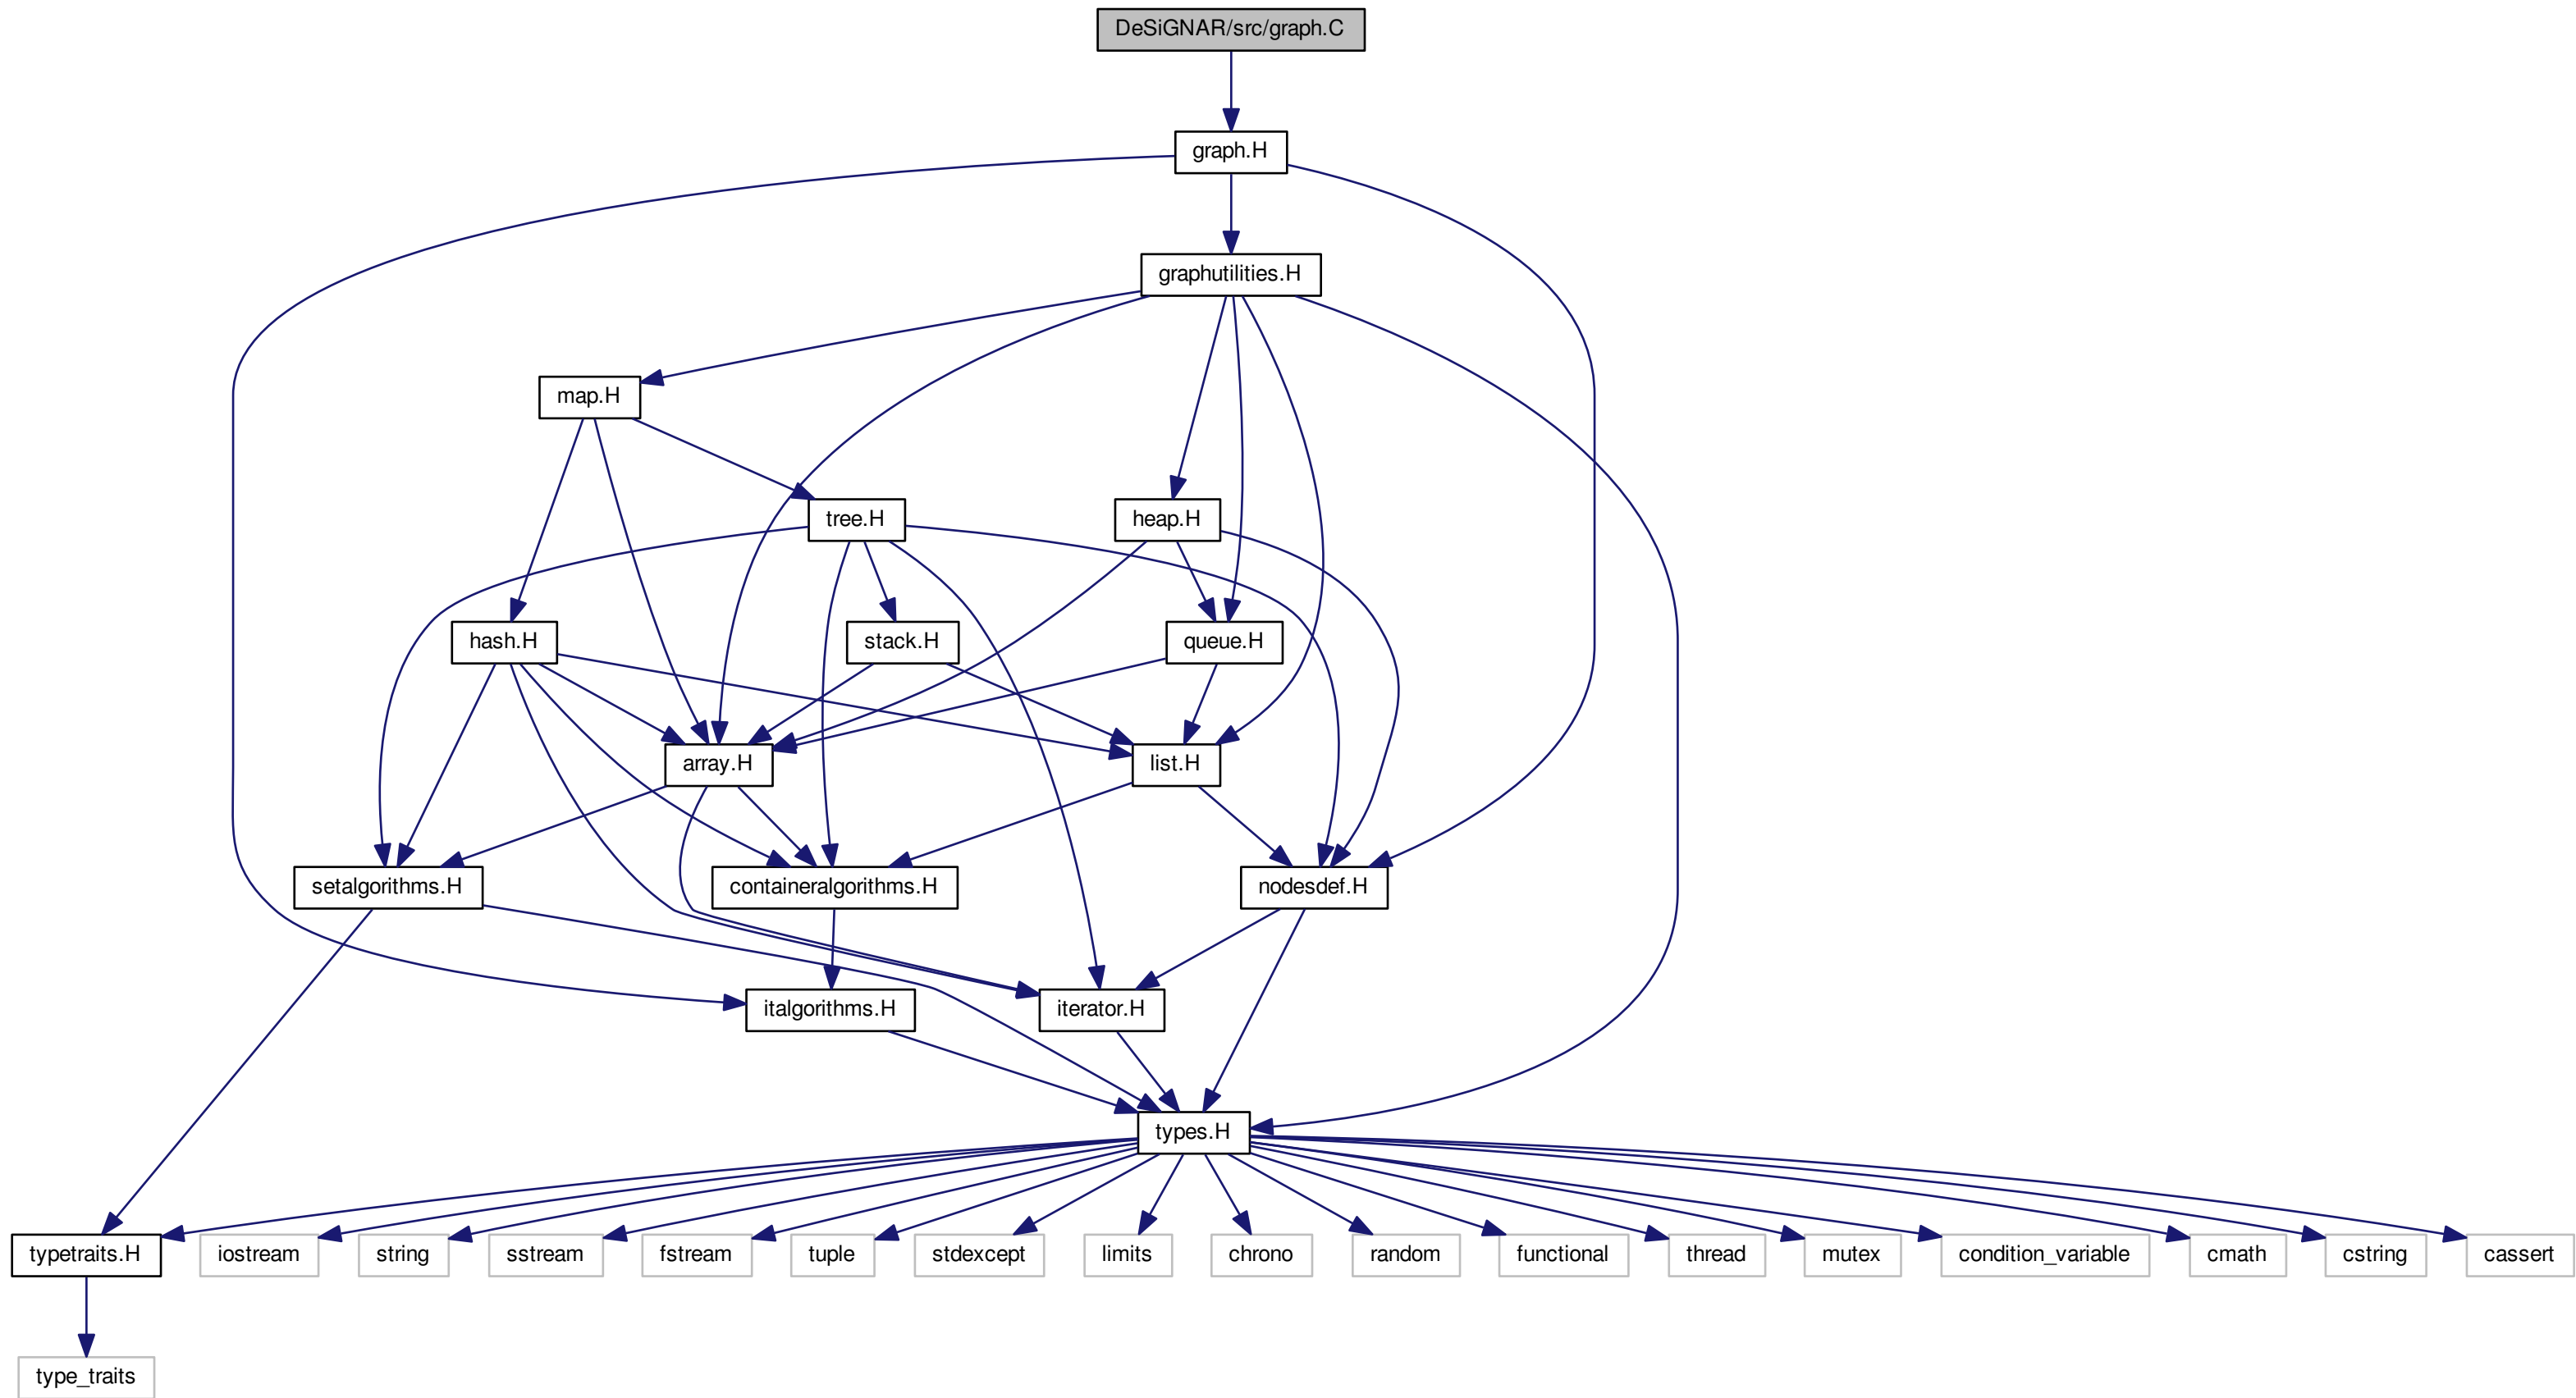 DeSiGNAR/src/graph.C
graph.H
graphutilities.H
map.H
tree.H
heap.H
hash.H
stack.H
queue.H
array.H
list.H
setalgorithms.H
containeralgorithms.H
nodesdef.H
italgorithms.H
iterator.H
types.H
typetraits.H
iostream
string
sstream
fstream
tuple
stdexcept
limits
chrono
random
functional
thread
mutex
condition_variable
cmath
cstring
cassert
type_traits